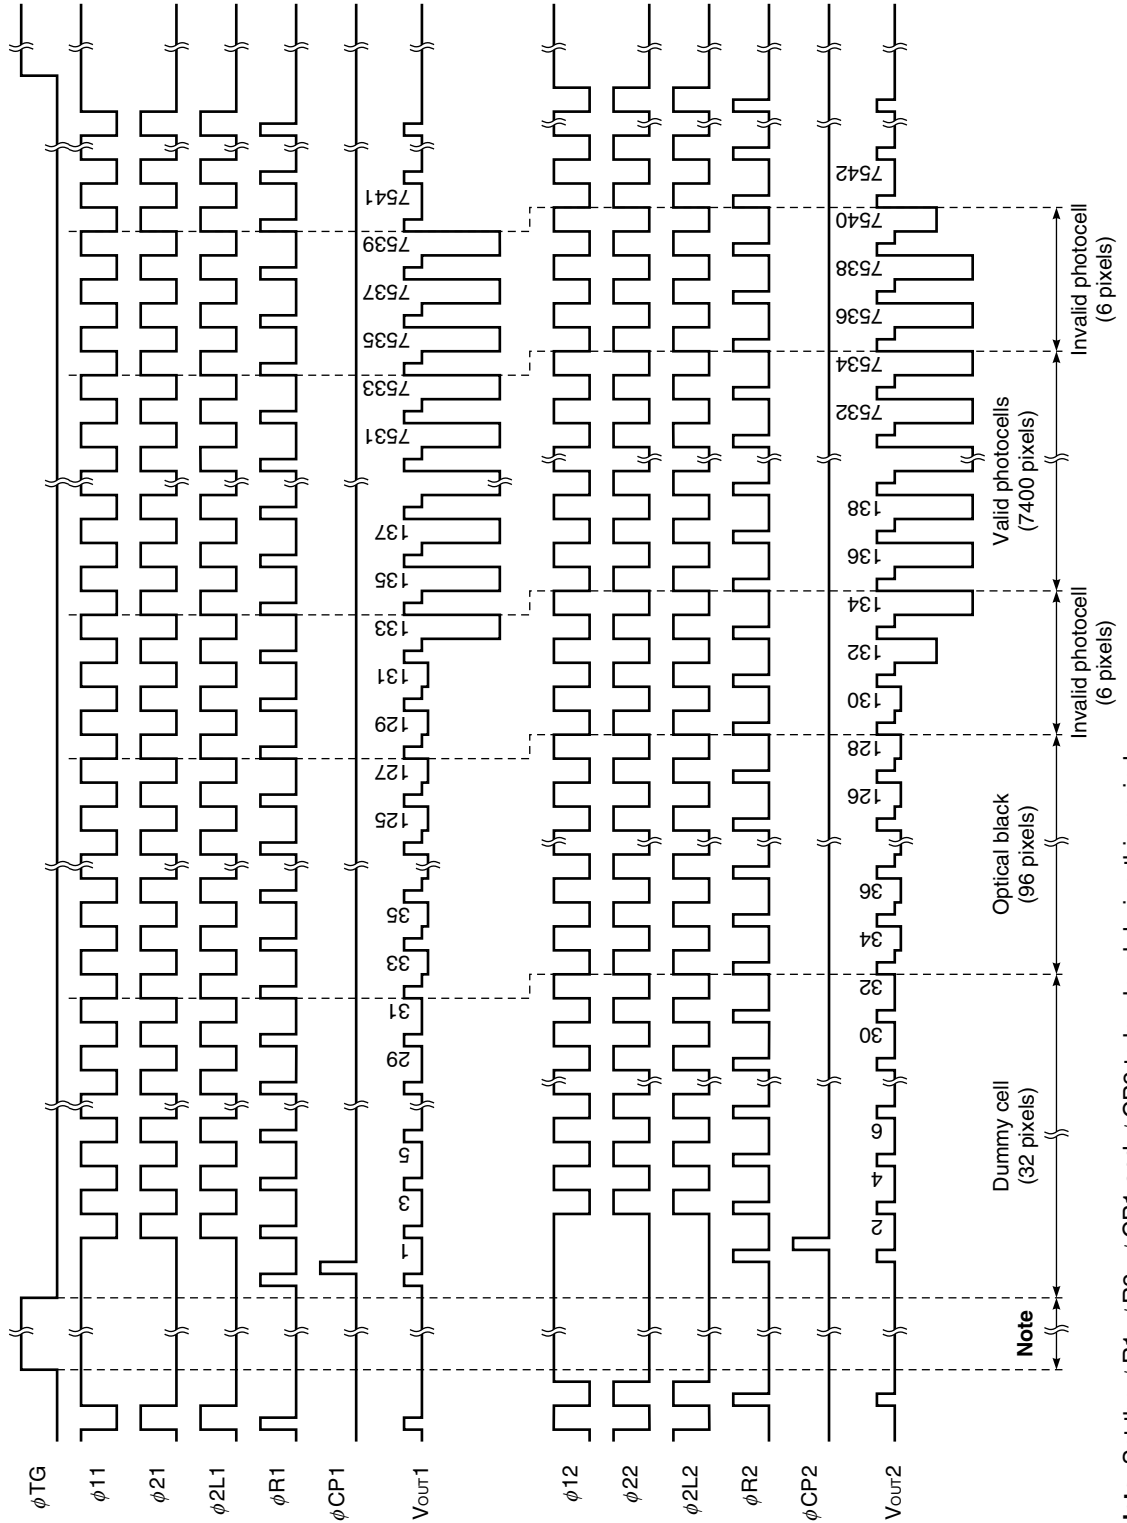 φTG
φ11
φ21
φ2L1
φR1
φCP1
VOUT1 1 3 5 29 31 33 35 125 127 129 131 133 135 137 7531 7533 7535 7537 7539 7541
φ12
φ22
φ2L2
φR2
φCP2
VOUT2 2 4 6 30 32 34 36 126 128 130 132 134 136 138 7532 7534 7536 7538 7540 7542
Note
Dummy cell
(32 pixels)
Optical black
(96 pixels)
Invalid photocell
(6 pixels)
Valid photocells
(7400 pixels)
Invalid photocell
(6 pixels)